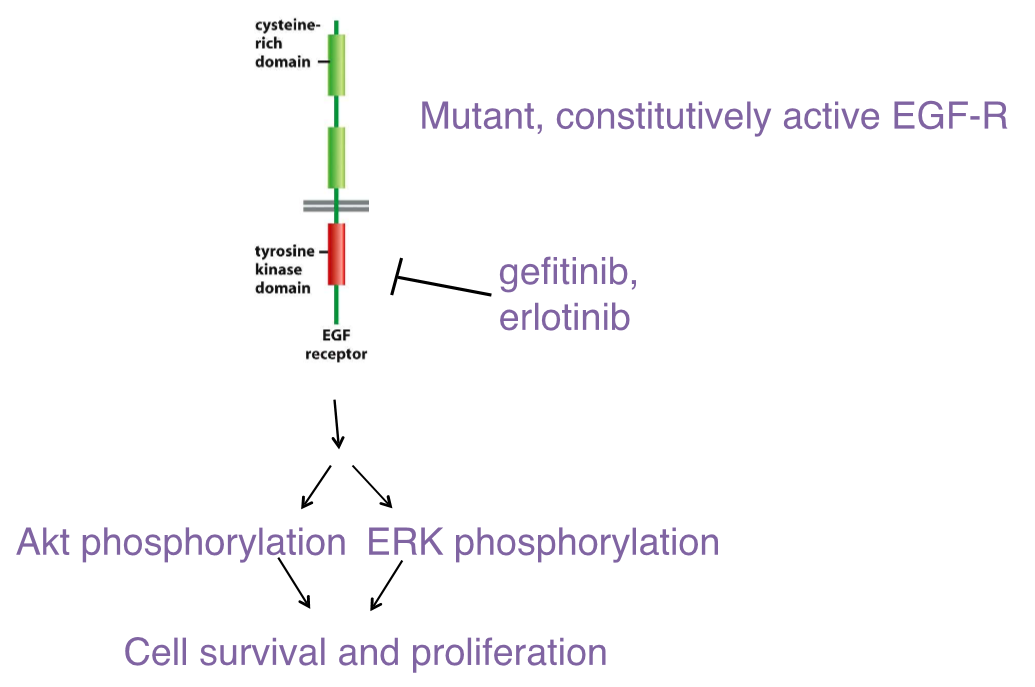 cysteine-
rich
domain
Mutant, constitutively active EGF-R
tyrosine
kinase
domain
gefitinib,
erlotinib
EGF
receptor
Akt phosphorylation
ERK phosphorylation
Cell survival and proliferation